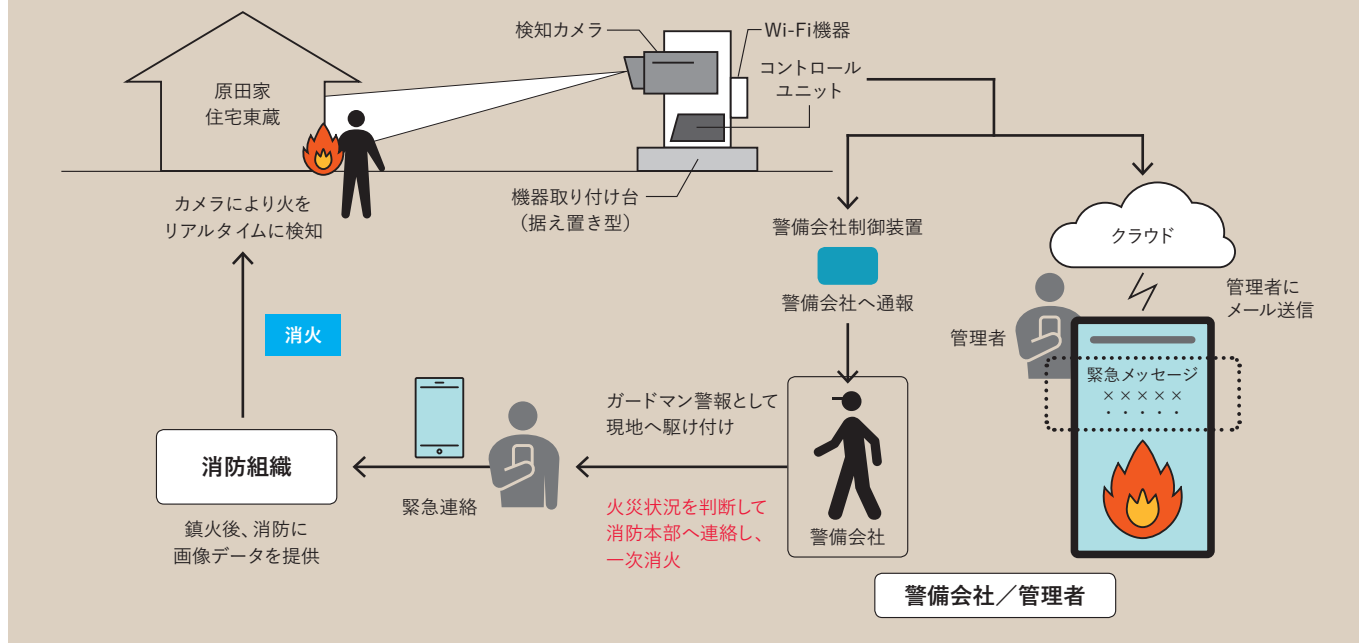 検知カメラ
Wi-Fi機器
コントロール
ユニット
原田家
住宅東蔵
カメラにより火を
リアルタイムに検知
機器取り付け台
（据え置き型）
警備会社制御装置
警備会社へ通報
クラウド
管理者に
メール送信
管理者
緊急メッセージ
×××××
・・・・・
消火
ガードマン警報として
現地へ駆け付け
火災状況を判断して
消防本部へ連絡し、
一次消火
警備会社
緊急連絡
消防組織
鎮火後、消防に
画像データを提供
警備会社／管理者